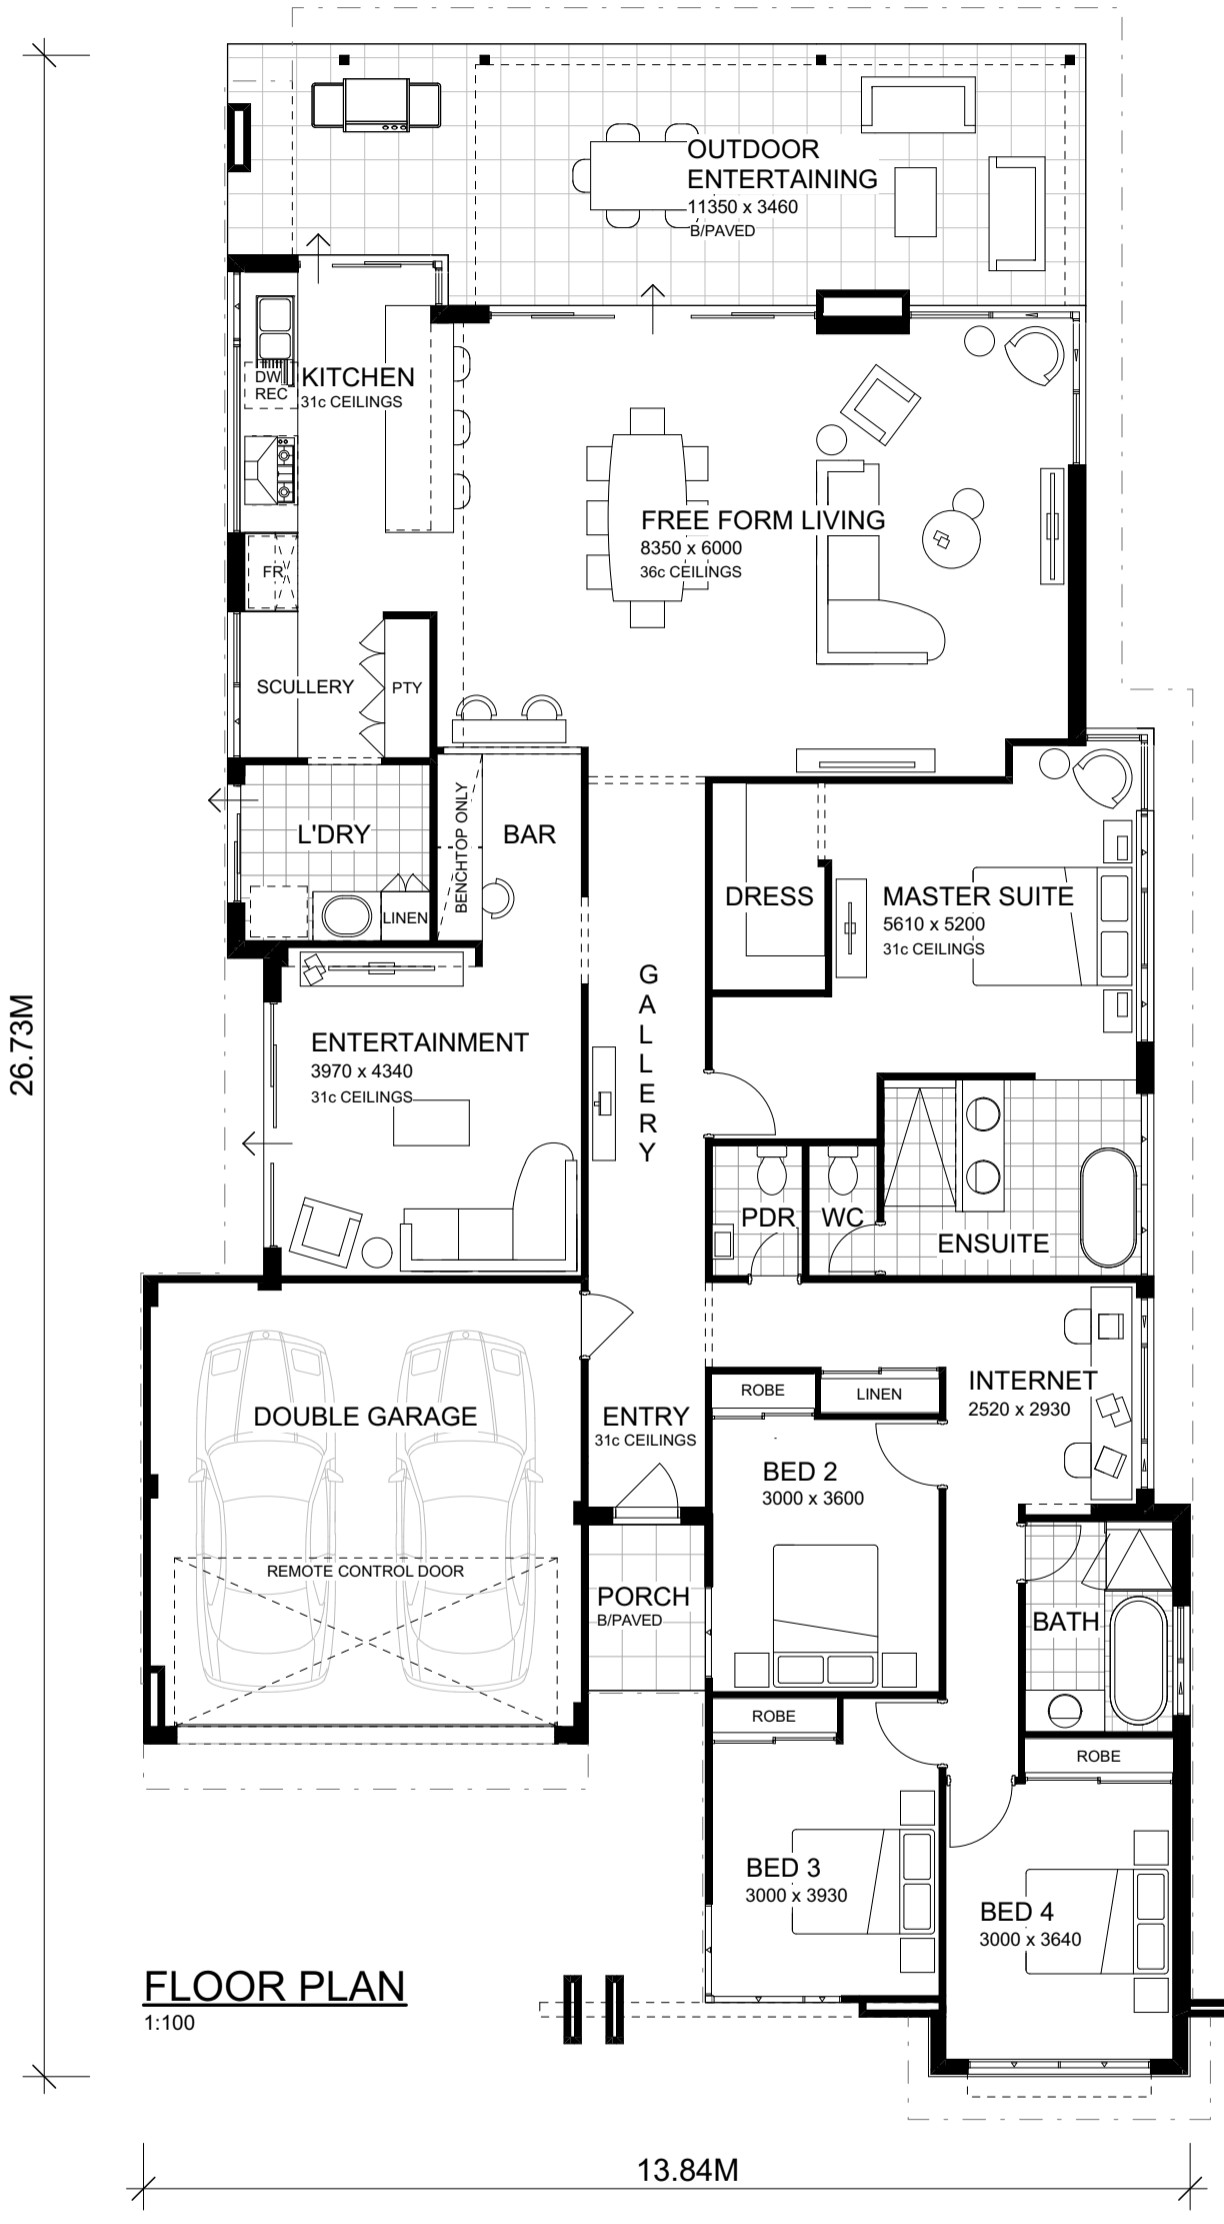 OUTDOOR
ENTERTAINING
11350 x 3460
B/PAVED
DW
REC
KITCHEN
31c CEILINGS
FREE FORM LIVING
8350 x 6000
36c CEILINGS
FR
SCULLERY
PTY
L'DRY
LINEN
BENCHTOP ONLY
BAR
DRESS
MASTER SUITE
5610 x 5200
31c CEILINGS
GALLERY
26.73M
ENTERTAINMENT
3970 x 4340
31c CEILINGS
PDR
WC
ENSUITE
DOUBLE GARAGE
REMOTE CONTROL DOOR
ENTRY
31c CEILINGS
ROBE
LINEN
INTERNET
2520 x 2930
BED 2
3000 x 3600
PORCH
B/PAVED
BATH
ROBE
ROBE
BED 3
3000 x 3930
BED 4
3000 x 3640
FLOOR PLAN
1:100
13.84M